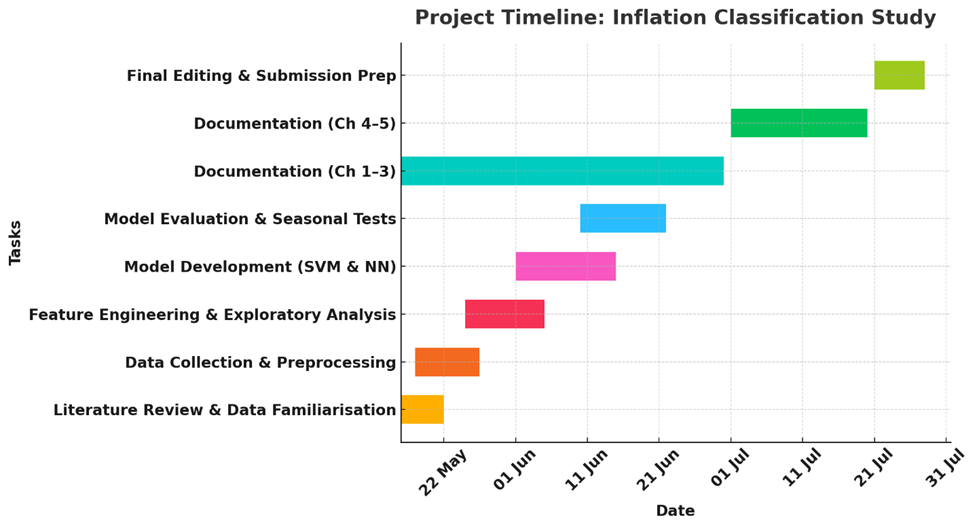 Project Timeline: Inflation Classification Study
Final Editing & Submission Prep
Documentation (Ch 4–5)
Documentation (Ch 1–3)
Model Evaluation & Seasonal Tests
Model Development (SVM & NN)
Feature Engineering & Exploratory Analysis
Data Collection & Preprocessing
Literature Review & Data Familiarisation
Tasks
22 May
01 Jun
11 Jun
21 Jun
01 Jul
11 Jul
21 Jul
31 Jul
Date